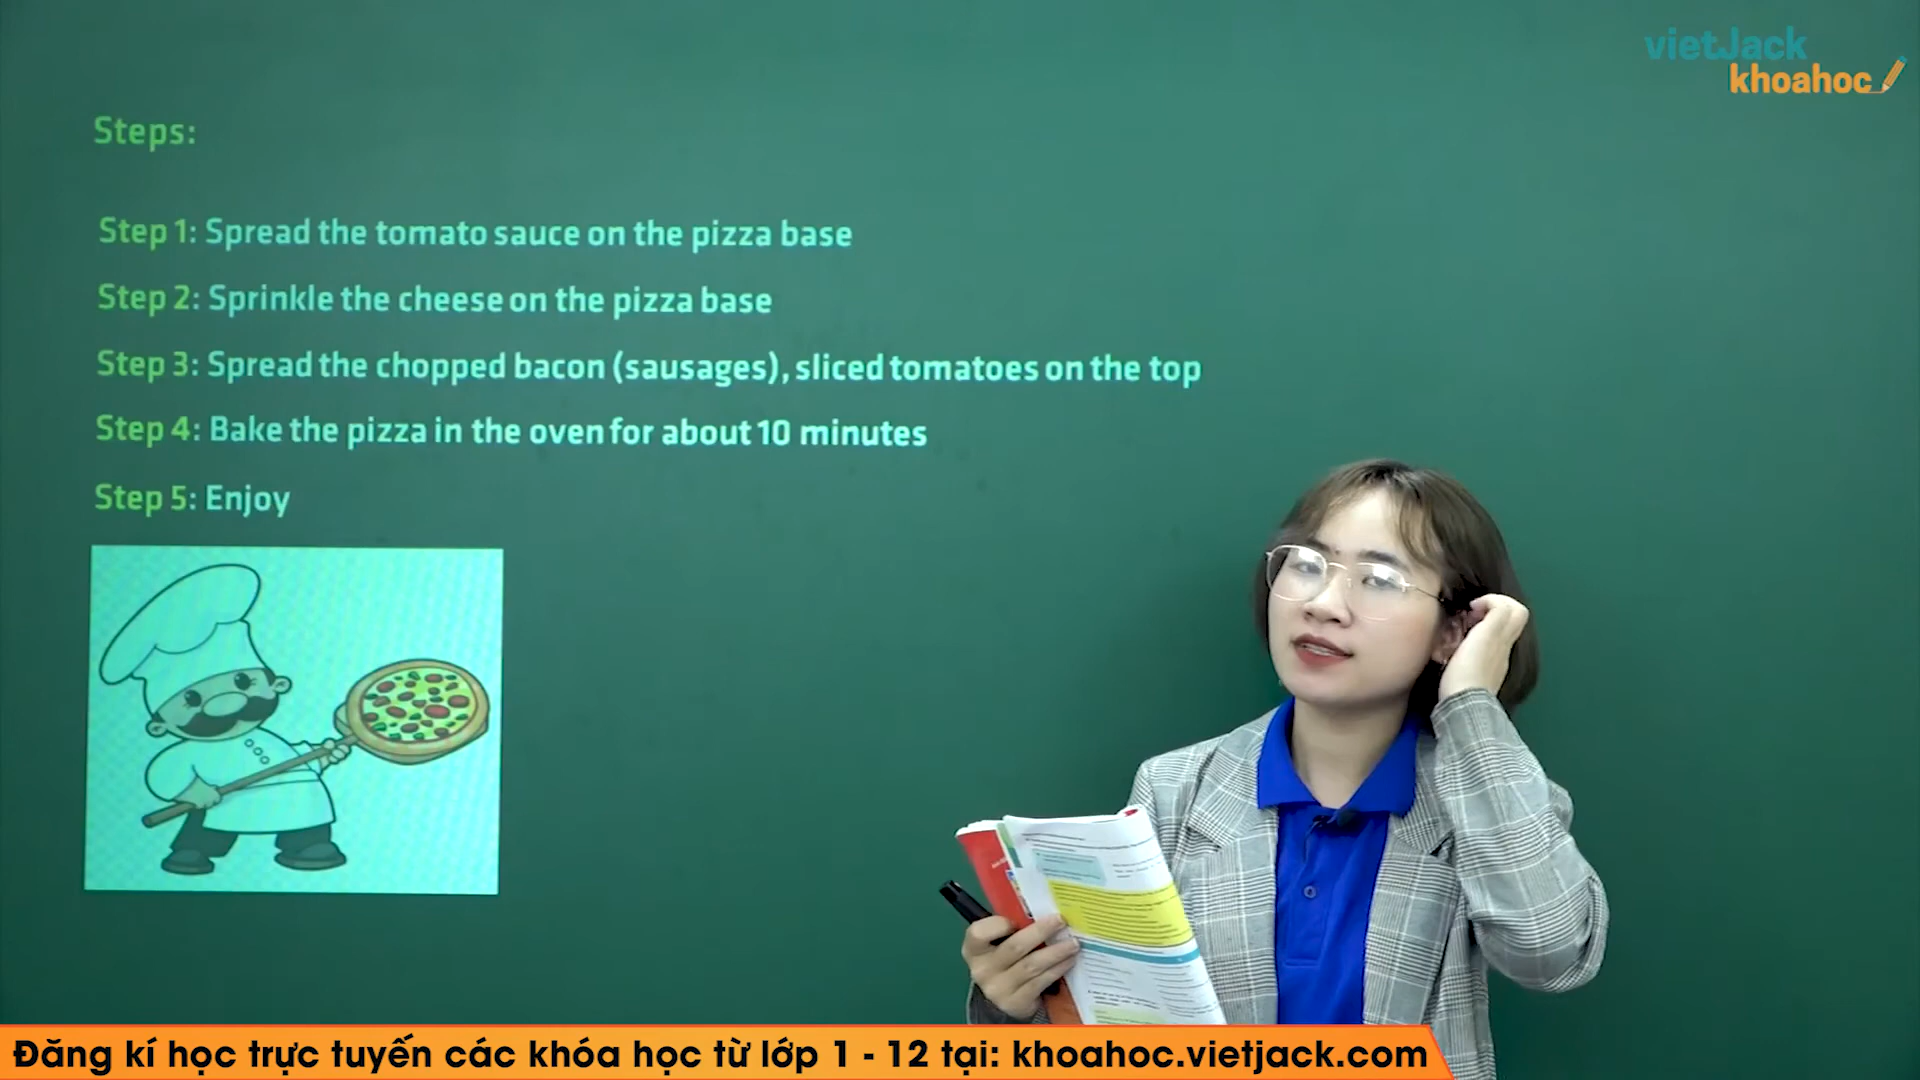 vietJack
khoahoc
Steps:
Step 1: Spread the tomato sauce on the pizza base
Step 2: Sprinkle the cheese on the pizza base
Step 3: Spread the chopped bacon (sausages), sliced tomatoes on the top
Step 4: Bake the pizza in the oven for about 10 minutes
Step 5: Enjoy
Đăng kí học trực tuyến các khóa học từ lớp 1 - 12 tại: khoahoc.vietjack.com